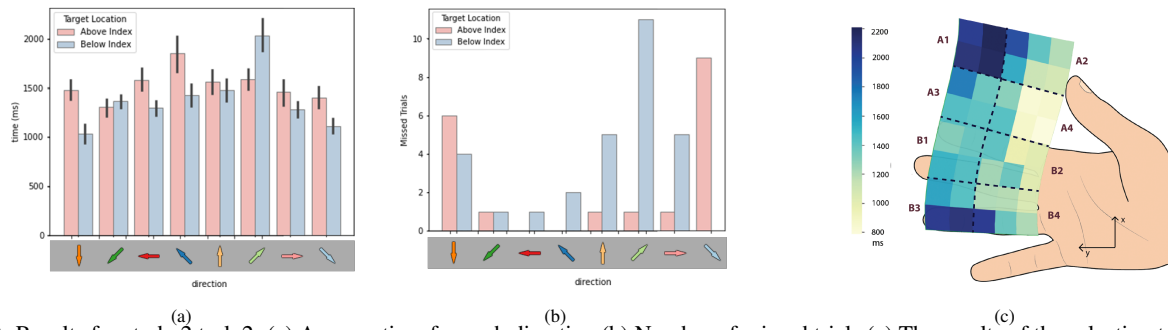 Target Location
Above Index
Below Index
time (ms)
2000
1500
1000
500
0
direction
(a)
Target Location
Above Index
Below Index
Missed Trials
10
8
6
4
2
0
direction
(b)
2200
2000
1800
1600
1400
1200
1000
800
ms
A1
A2
A3
A4
B1
B2
B3
B4
x
y
(c)